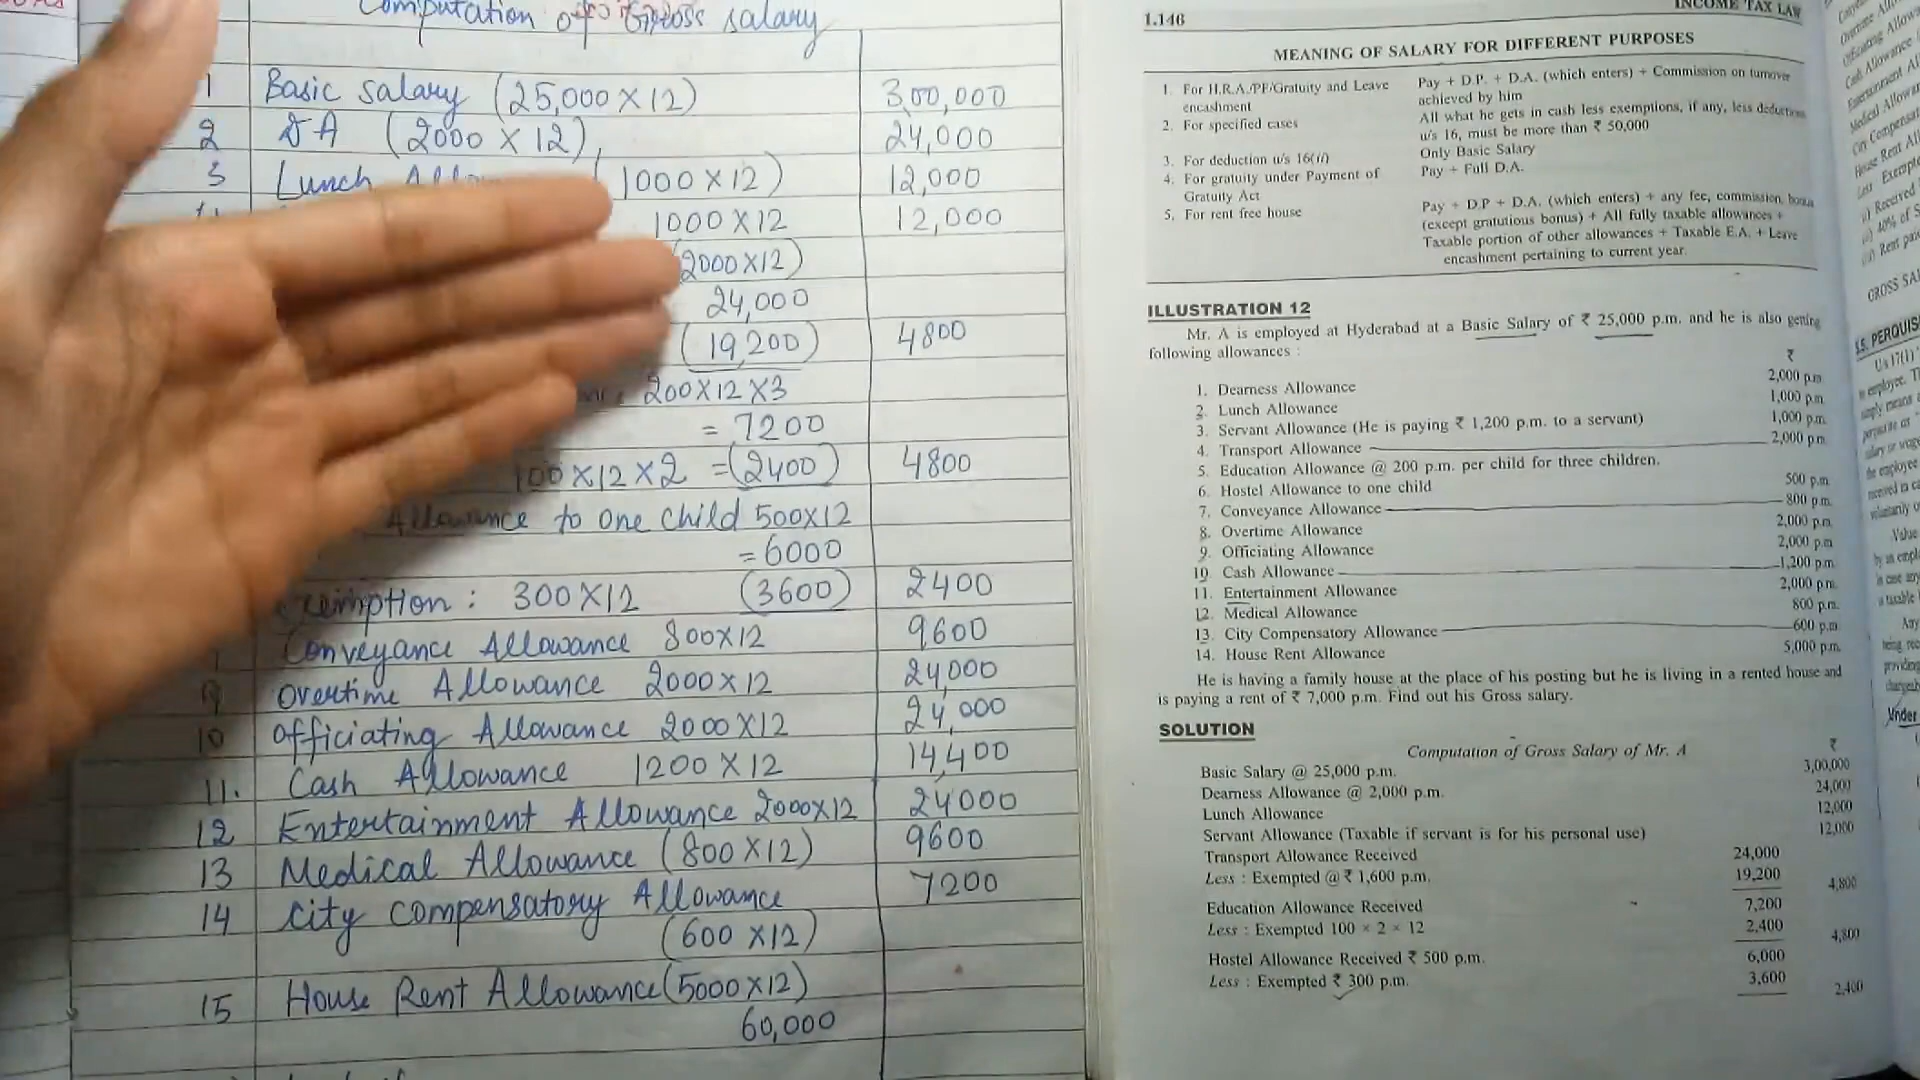 Computation of Gross salary
1 Basic salary (25,000 X 12) 3,00,000
2 DA (2000 X 12) 24,000
3 Lunch 1000 X 12) 12,000
1000 X 12 12,000
(2000 X 12)
24,000
(19,200) 4800
200 X 12 X 3
= 7200
100 X 12 X 2 = (2400) 4800
Allowance to one child 500X12
= 6000
300 X 12 (3600) 2400
Conveyance Allowance 800X12 9600
9 Overtime Allowance 2000 X 12 24,000
10 Officiating Allowance 2000 X 12 24,000
11. Cash Allowance 1200 X 12 14,400
12 Entertainment Allowance 2000X12 24000
13 Medical Allowance (800 X 12) 9600
14 City compensatory Allowance 7200
(600 X 12)
15 House Rent Allowance (5000 X 12)
60,000
1.146 INCOME TAX LAW
MEANING OF SALARY FOR DIFFERENT PURPOSES
1. For H.R.A./PF/Gratuity and Leave encashment Pay + D.P. + D.A. (which enters) + Commission on turnover
achieved by him
2. For specified cases All what he gets in cash less exemptions, if any, less deductions
u/s 16, must be more than ₹ 50,000
3. For deduction u/s 16(ii) Only Basic Salary
4. For gratuity under Payment of Gratuity Act Pay + Full D.A.
5. For rent free house Pay + D.P + D.A. (which enters) + any fee, commission, bonus
(except gratutious bonus) + All fully taxable allowances +
Taxable portion of other allowances + Taxable E.A. + Leave
encashment pertaining to current year.
ILLUSTRATION 12
Mr. A is employed at Hyderabad at a Basic Salary of ₹ 25,000 p.m. and he is also getting
following allowances :
₹
1. Dearness Allowance 2,000 p.m
2. Lunch Allowance 1,000 p.m
3. Servant Allowance (He is paying ₹ 1,200 p.m. to a servant) 1,000 p.m.
4. Transport Allowance 2,000 p.m
5. Education Allowance @ 200 p.m. per child for three children.
6. Hostel Allowance to one child 500 p.m
7. Conveyance Allowance 800 p.m.
8. Overtime Allowance 2,000 p.m.
9. Officiating Allowance 2,000 p.m
10. Cash Allowance 1,200 p.m
11. Entertainment Allowance 2,000 p.m.
12. Medical Allowance 800 p.m.
13. City Compensatory Allowance 600 p.m
14. House Rent Allowance 5,000 p.m.
He is having a family house at the place of his posting but he is living in a rented house and
is paying a rent of ₹ 7,000 p.m. Find out his Gross salary.
SOLUTION
Computation of Gross Salary of Mr. A ₹
Basic Salary @ 25,000 p.m. 3,00,000
Dearness Allowance @ 2,000 p.m. 24,000
Lunch Allowance 12,000
Servant Allowance (Taxable if servant is for his personal use) 12,000
Transport Allowance Received 24,000
Less : Exempted @ ₹ 1,600 p.m. 19,200 4,800
Education Allowance Received 7,200
Less : Exempted 100 × 2 × 12 2,400 4,800
Hostel Allowance Received ₹ 500 p.m. 6,000
Less : Exempted ₹ 300 p.m. 3,600 2,400
GROSS SAL
5.5. PERQUIS
U/s 17(1)
Value
Any
Under